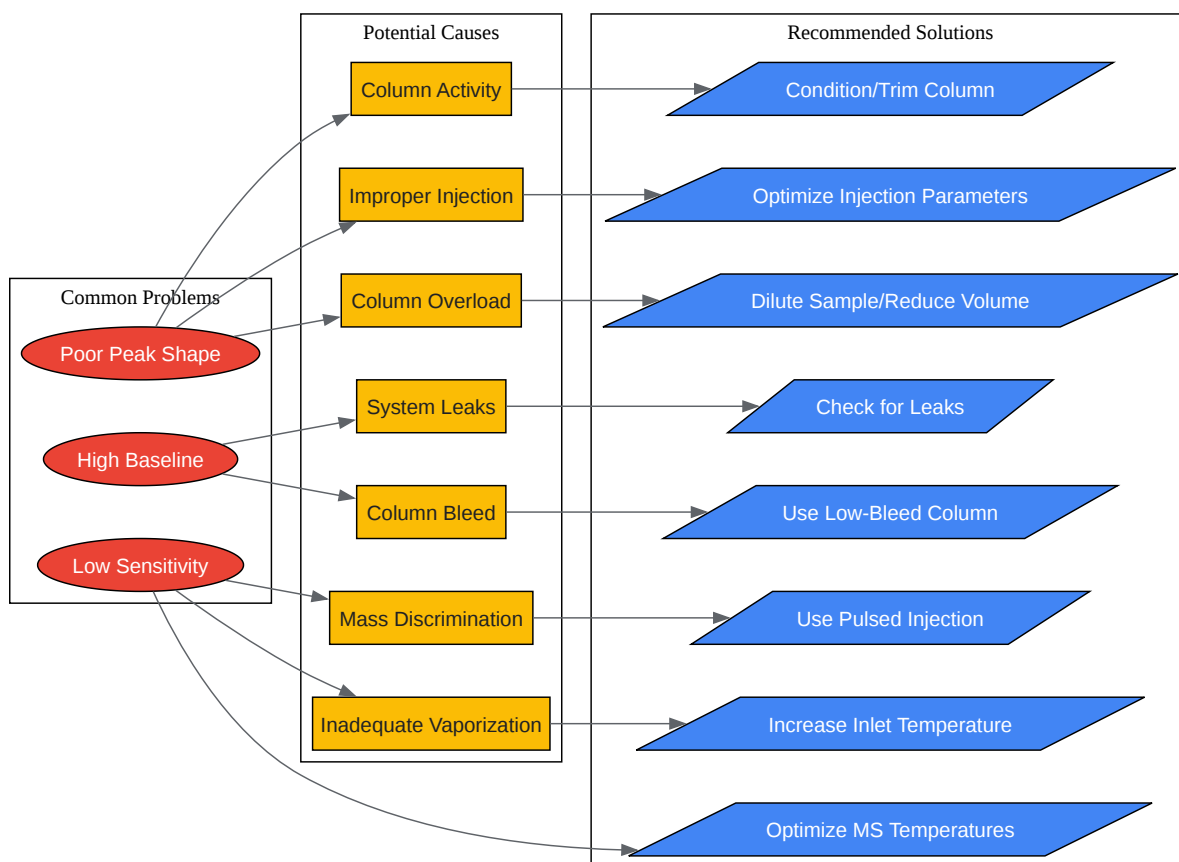 Potential Causes
Recommended Solutions
Column Activity
Condition/Trim Column
Improper Injection
Optimize Injection Parameters
Common Problems
Column Overload
Dilute Sample/Reduce Volume
Poor Peak Shape
System Leaks
Check for Leaks
High Baseline
Column Bleed
Use Low-Bleed Column
Low Sensitivity
Mass Discrimination
Use Pulsed Injection
Inadequate Vaporization
Increase Inlet Temperature
Optimize MS Temperatures